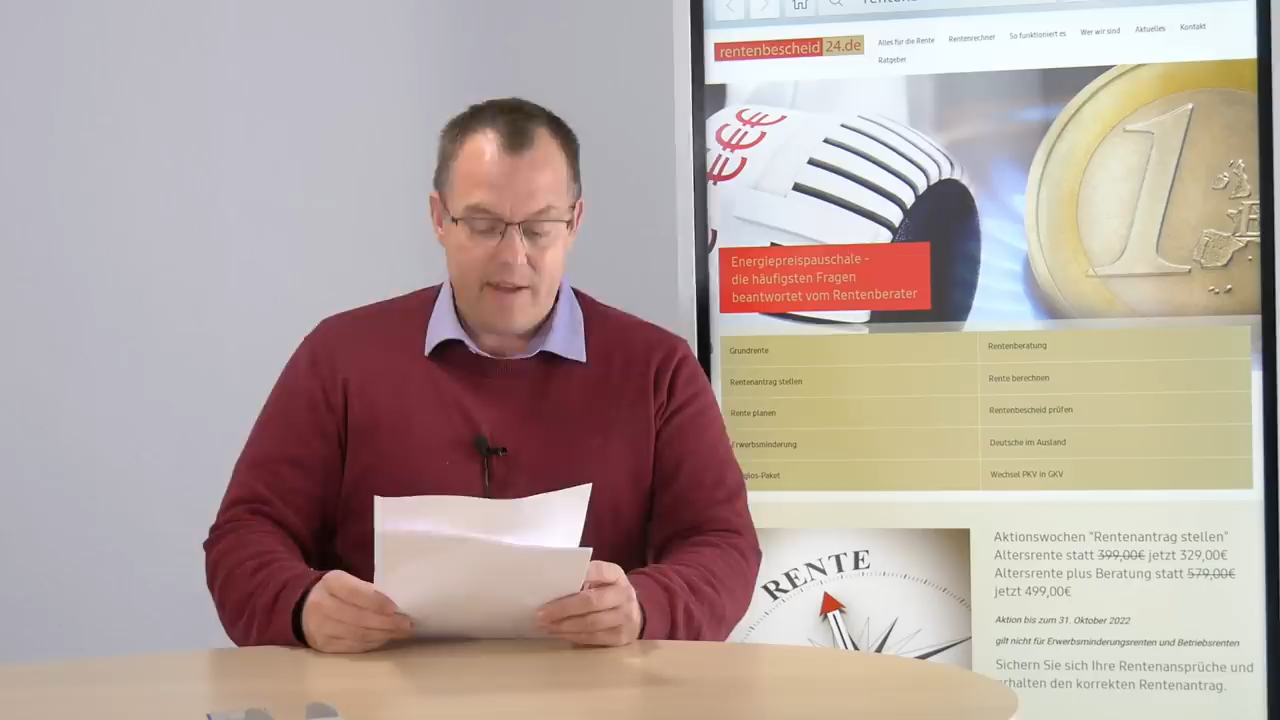 rentenbescheid 24.de
Alles für die Rente Rentenrechner So funktioniert es Wer wir sind Aktuelles Kontakt
Ratgeber
€€€
€€€
1
Energiepreispauschale -
die häufigsten Fragen
beantwortet vom Rentenberater
Grundrente Rentenberatung
Rentenantrag stellen Rente berechnen
Rente planen Rentenbescheid prüfen
Erwerbsminderung Deutsche im Ausland
Wechsel PKV in GKV
RENTE
Aktionswochen "Rentenantrag stellen"
Altersrente statt 399,00€ jetzt 329,00€
Altersrente plus Beratung statt 579,00€
jetzt 499,00€
Aktion bis zum 31. Oktober 2022
gilt nicht für Erwerbsminderungsrenten und Betriebsrenten
Sichern Sie sich Ihre Rentenansprüche und
erhalten den korrekten Rentenantrag.